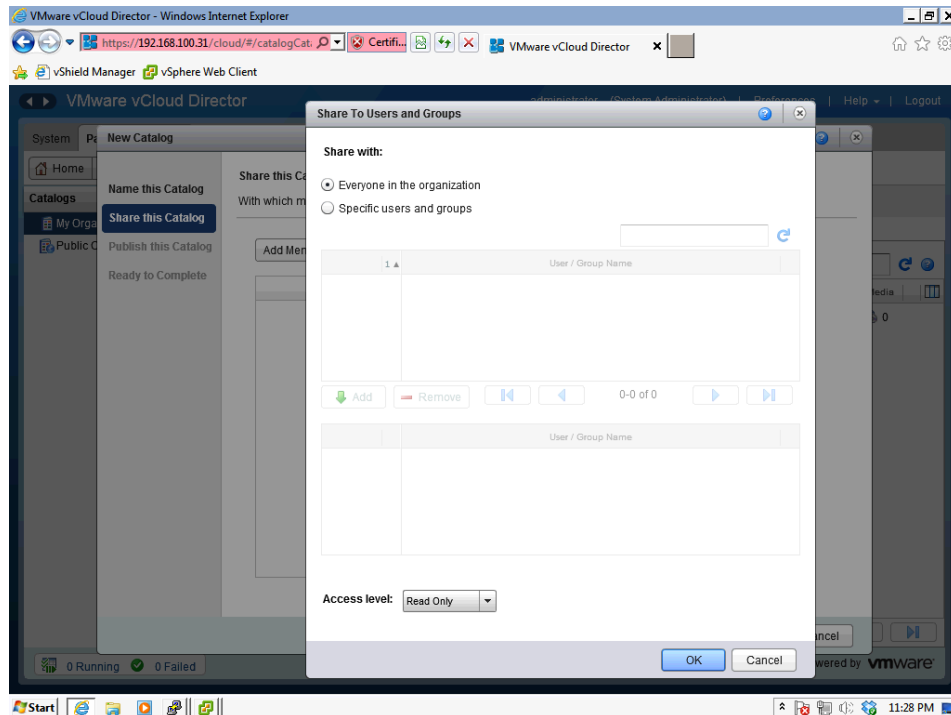 VMware vCloud Director - Windows Internet Explorer
https://192.168.100.31/cloud/#/catalogCat
Certifi...
VMware vCloud Director
vShield Manager
vSphere Web Client
VMware vCloud Director
administrator (System Administrator) | Preferences | Help | Logout
System
New Catalog
Share To Users and Groups
Home
Catalogs
My Orga
Public C
Name this Catalog
Share this Catalog
Publish this Catalog
Ready to Complete
Share this Ca
With which m
Add Mem
Share with:
Everyone in the organization
Specific users and groups
1 User / Group Name
Add
Remove
0-0 of 0
User / Group Name
Access level: Read Only
OK
Cancel
edia
0
ancel
0 Running
0 Failed
wered by vmware
Start
11:28 PM